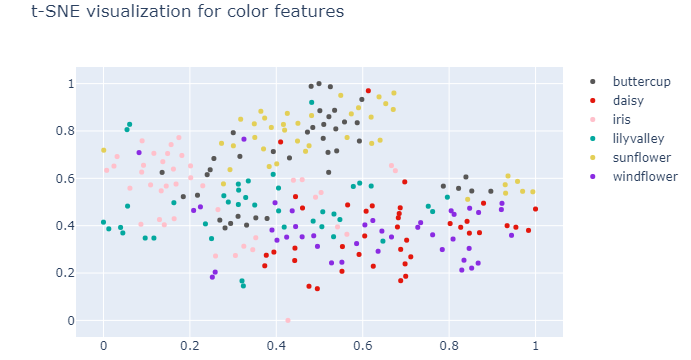 t-SNE visualization for color features
1
0.8
0.6
0.4
0.2
0
0
0.2
0.4
0.6
0.8
1
buttercup
daisy
iris
lilyvalley
sunflower
windflower